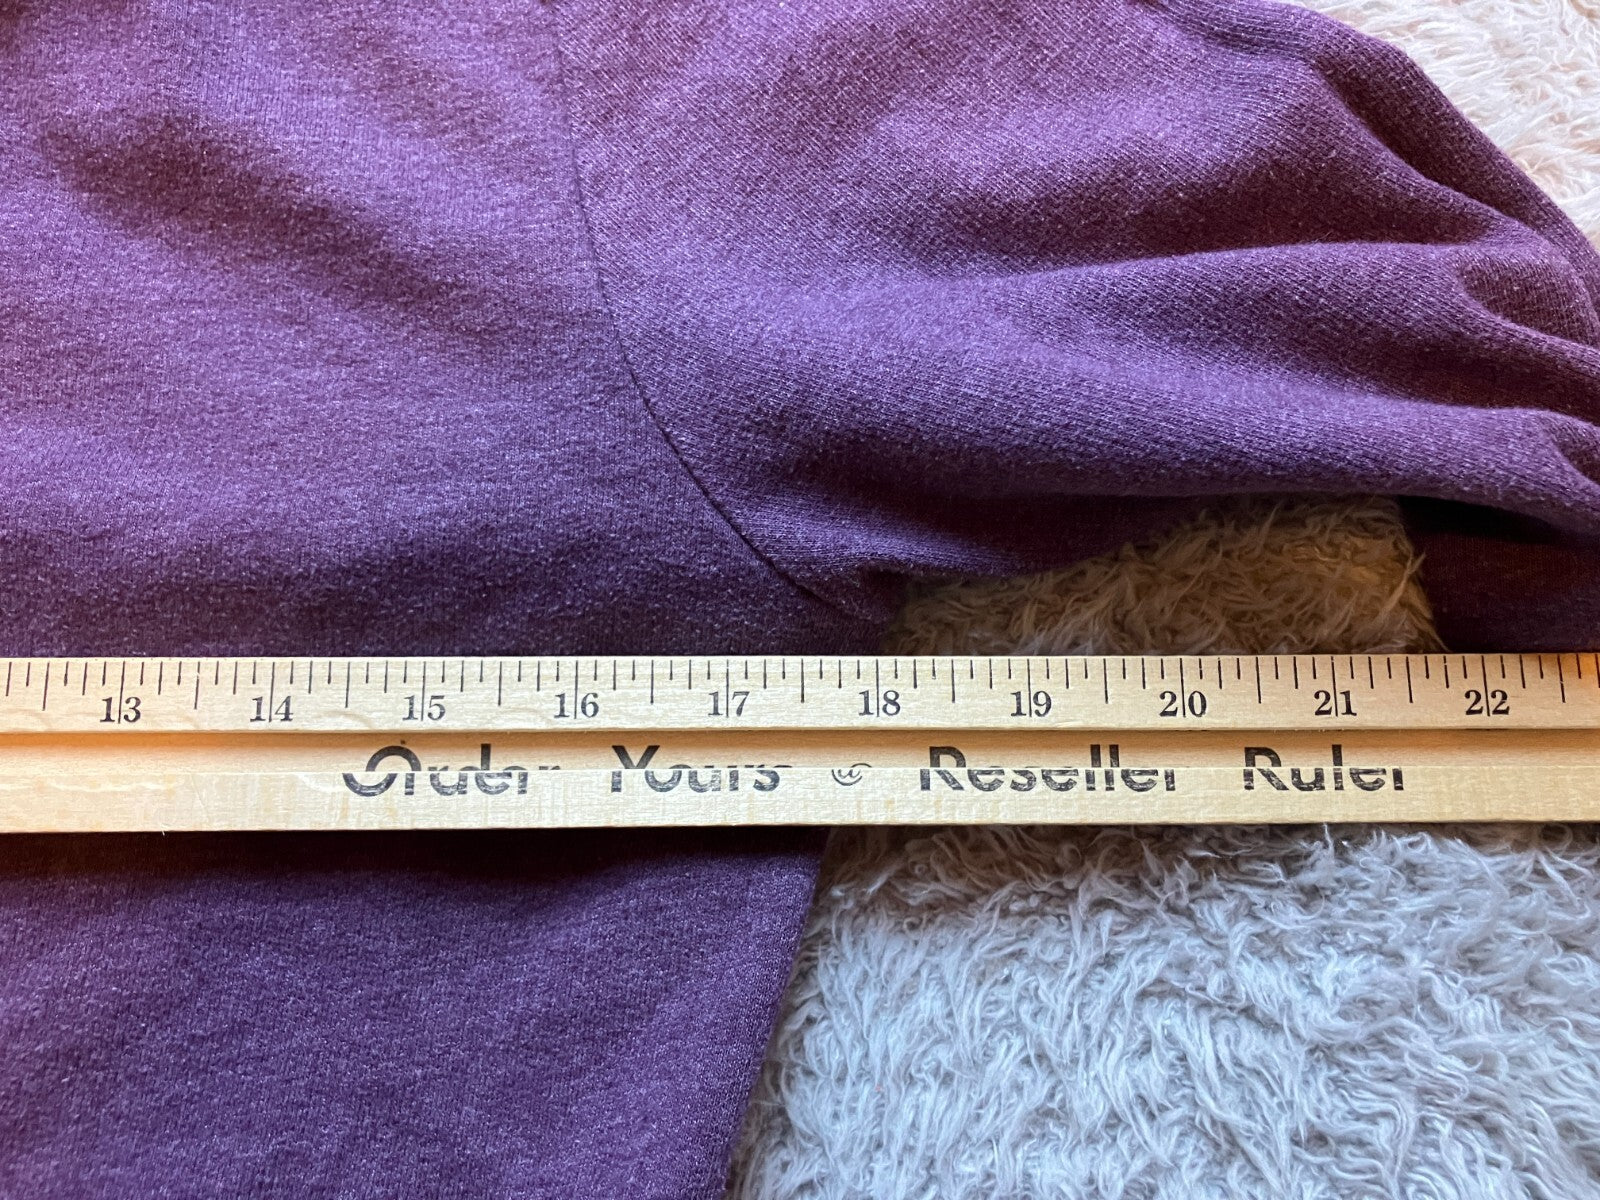 13 14 15 16 17 18 19 20 21 22
Order Yours @ Reseller Ruler